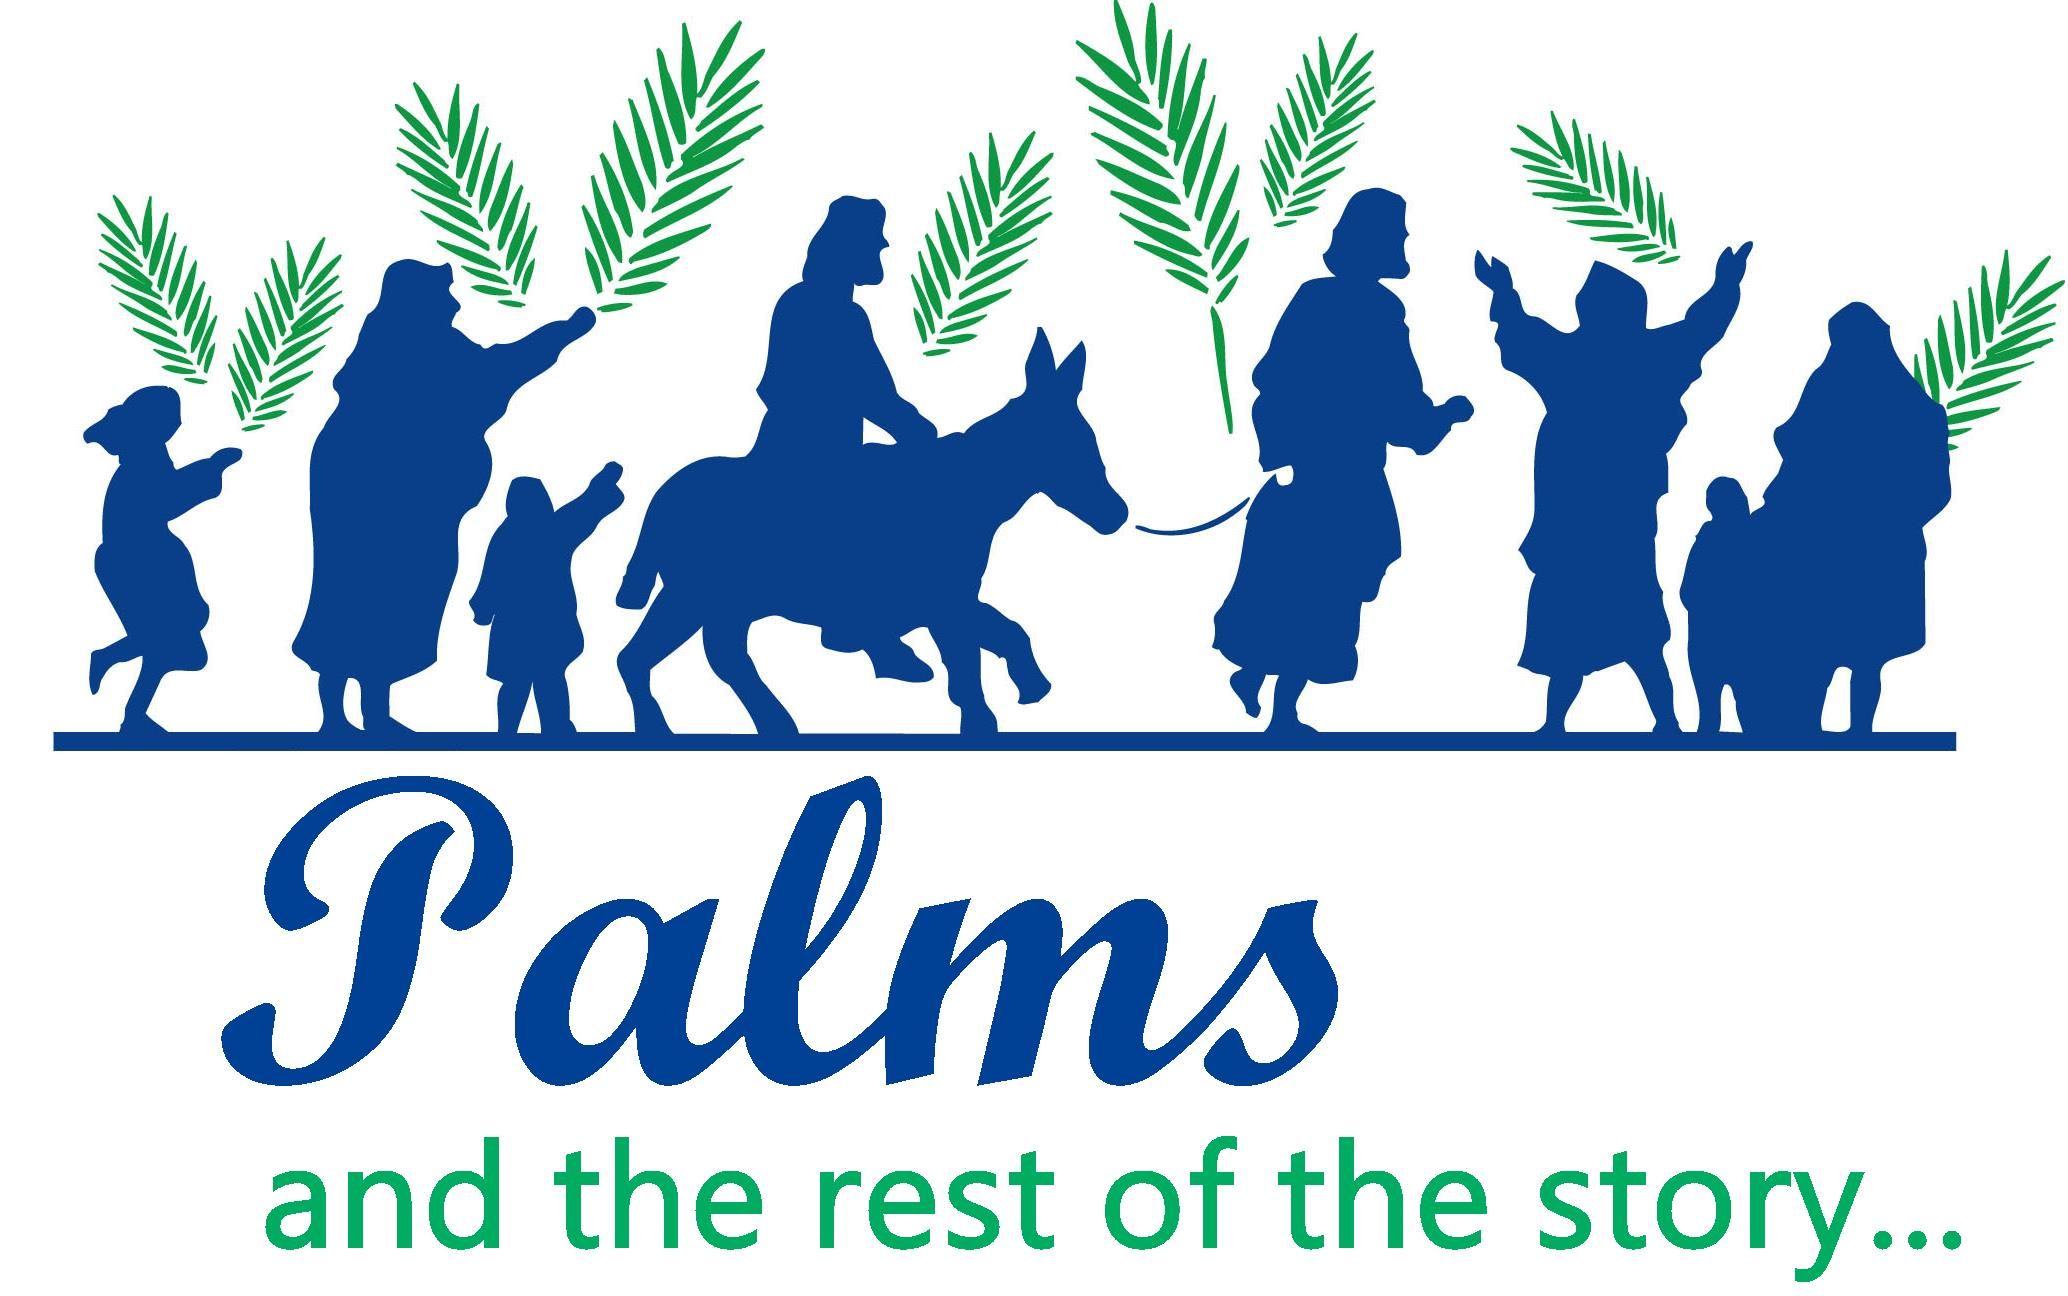 Palms
and the rest of the story...